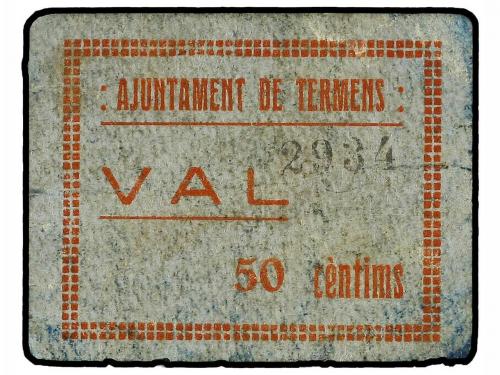 : AJUNTAMENT DE TERMENS :
2934
VAL
50 cèntims